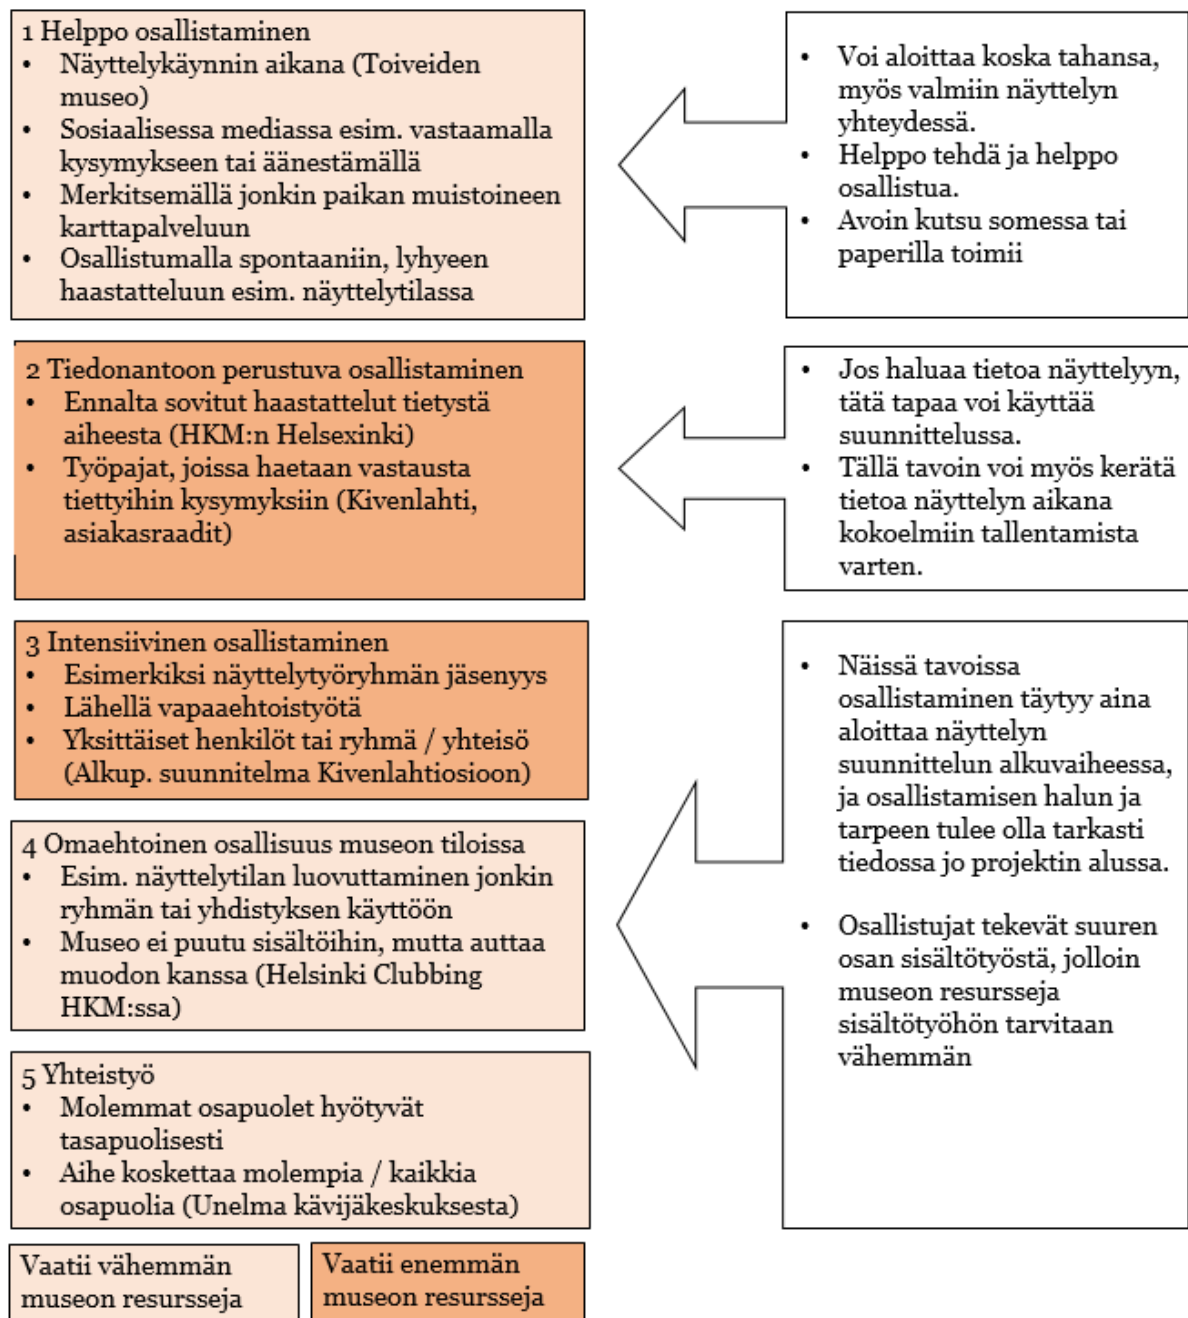 1 Helppo osallistaminen
• Näyttelykäynnin aikana (Toiveiden
museo)
• Sosiaalisessa mediassa esim. vastaamalla
kysymykseen tai äänestämällä
• Merkitsemällä jonkin paikan muistoineen
karttapalveluun
• Osallistumalla spontaaniin, lyhyeen
haastatteluun esim. näyttelytilassa
• Voi aloittaa koska tahansa,
myös valmiin näyttelyn
yhteydessä.
• Helppo tehdä ja helppo
osallistua.
• Avoin kutsu somessa tai
paperilla toimii
2 Tiedonantoon perustuva osallistaminen
• Ennalta sovitut haastattelut tietystä
aiheesta (HKM:n Helsexinki)
• Työpajat, joissa haetaan vastausta
tiettyihin kysymyksiin (Kivenlahti,
asiakasraadit)
• Jos haluaa tietoa näyttelyyn,
tätä tapaa voi käyttää
suunnittelussa.
• Tällä tavoin voi myös kerätä
tietoa näyttelyn aikana
kokoelmiin tallentamista
varten.
3 Intensiivinen osallistaminen
• Esimerkiksi näyttelytyöryhmän jäsenyys
• Lähellä vapaaehtoistyötä
• Yksittäiset henkilöt tai ryhmä / yhteisö
(Alkup. suunnitelma Kivenlahtiosioon)
4 Omaehtoinen osallisuus museon tiloissa
• Esim. näyttelytilan luovuttaminen jonkin
ryhmän tai yhdistyksen käyttöön
• Museo ei puutu sisältöihin, mutta auttaa
muodon kanssa (Helsinki Clubbing
HKM:ssa)
5 Yhteistyö
• Molemmat osapuolet hyötyvät
tasapuolisesti
• Aihe koskettaa molempia / kaikkia
osapuolia (Unelma kävijäkeskuksesta)
• Näissä tavoissa
osallistaminen täytyy aina
aloittaa näyttelyn
suunnittelun alkuvaiheessa,
ja osallistamisen halun ja
tarpeen tulee olla tarkasti
tiedossa jo projektin alussa.
• Osallistujat tekevät suuren
osan sisältötyöstä, jolloin
museon resursseja
sisältötyöhön tarvitaan
vähemmän
Vaatii vähemmän
museon resursseja
Vaatii enemmän
museon resursseja